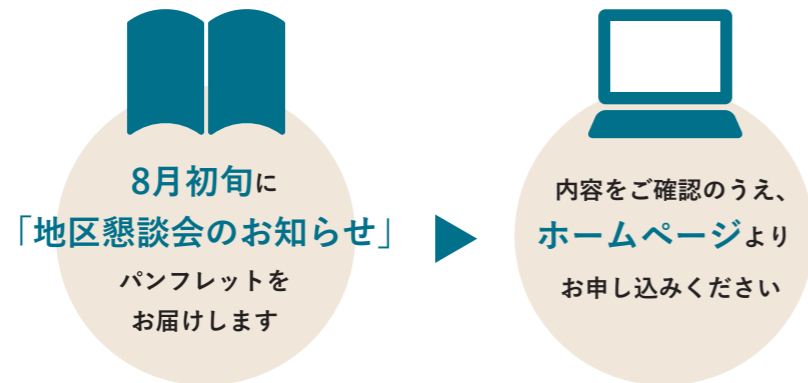 8月初旬に
「地区懇談会のお知らせ」
パンフレットを
お届けします
内容をご確認のうえ、
ホームページより
お申し込みください